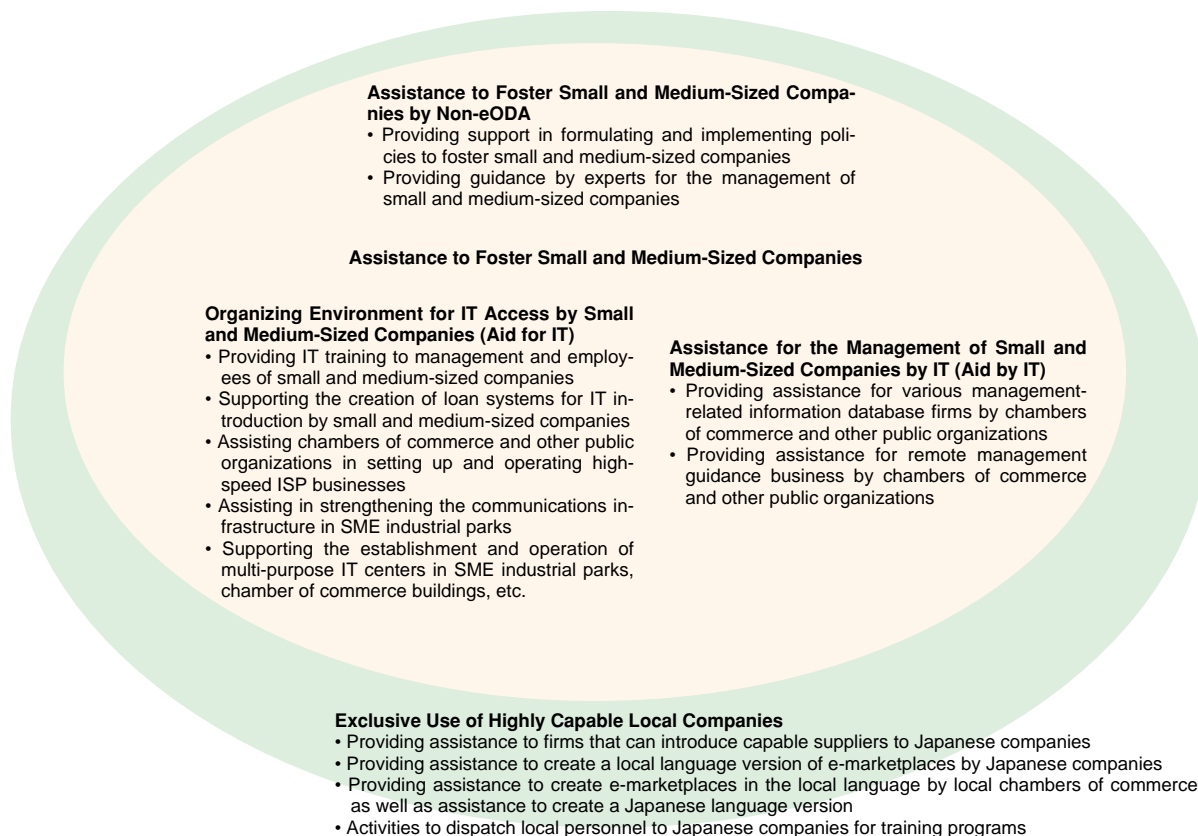 Assistance to Foster Small and Medium-Sized Compa-
nies by Non-eODA
• Providing support in formulating and implementing poli-
cies to foster small and medium-sized companies
• Providing guidance by experts for the management of
small and medium-sized companies
Assistance to Foster Small and Medium-Sized Companies
Organizing Environment for IT Access by Small
and Medium-Sized Companies (Aid for IT)
• Providing IT training to management and employ-
ees of small and medium-sized companies
• Supporting the creation of loan systems for IT in-
troduction by small and medium-sized companies
• Assisting chambers of commerce and other public
organizations in setting up and operating high-
speed ISP businesses
• Assisting in strengthening the communications in-
frastructure in SME industrial parks
• Supporting the establishment and operation of
multi-purpose IT centers in SME industrial parks,
chamber of commerce buildings, etc.
Assistance for the Management of Small and
Medium-Sized Companies by IT (Aid by IT)
• Providing assistance for various management-
related information database firms by chambers
of commerce and other public organizations
• Providing assistance for remote management
guidance business by chambers of commerce
and other public organizations
Exclusive Use of Highly Capable Local Companies
• Providing assistance to firms that can introduce capable suppliers to Japanese companies
• Providing assistance to create a local language version of e-marketplaces by Japanese companies
• Providing assistance to create e-marketplaces in the local language by local chambers of commerce
as well as assistance to create a Japanese language version
• Activities to dispatch local personnel to Japanese companies for training programs